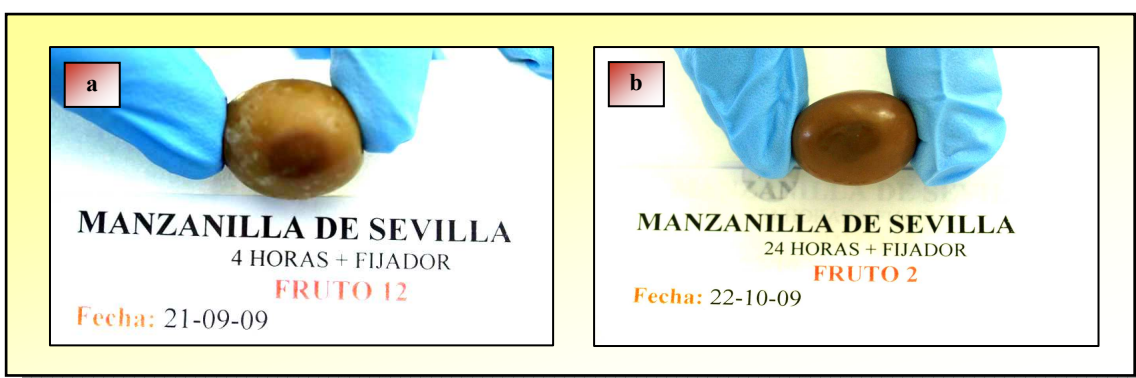 a
MANZANILLA DE SEVILLA
4 HORAS + FIJADOR
FRUTO 12
Fecha: 21-09-09
b
MANZANILLA DE SEVILLA
24 HORAS + FIJADOR
FRUTO 2
Fecha: 22-10-09